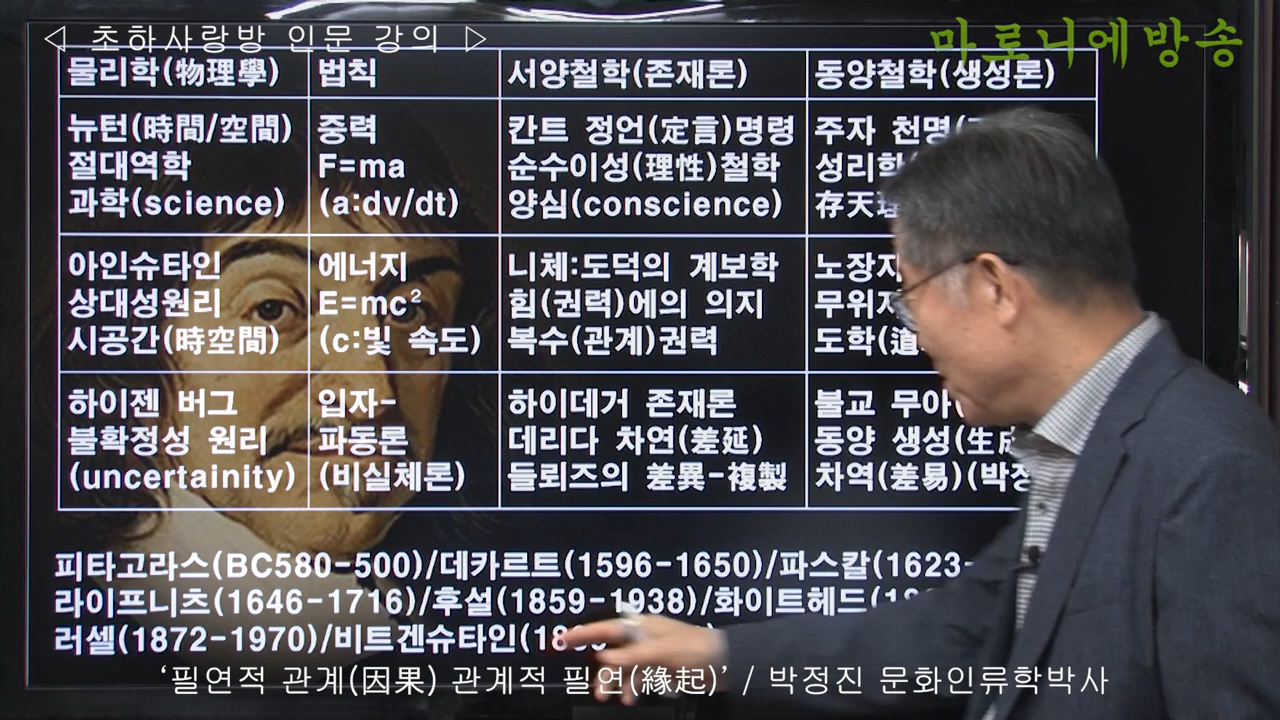 ◁ 초하사랑방 인문 강의 ▷
마로니에방송
물리학(物理學) 법칙 서양철학(존재론) 동양철학(생성론)
뉴턴(時間/空間) 중력 칸트 정언(定言)명령 주자 천명(
절대역학 F=ma 순수이성(理性)철학 성리학
과학(science) (a:dv/dt) 양심(conscience) 存天理
아인슈타인 에너지 니체:도덕의 계보학 노장자
상대성원리 E=mc² 힘(권력)에의 의지 무위자
시공간(時空間) (c:빛 속도) 복수(관계)권력 도학(道
하이젠 버그 입자- 하이데거 존재론 불교 무아(
불확정성 원리 파동론 데리다 차연(差延) 동양 생성(生成
(uncertainity) (비실체론) 들뢰즈의 差異-複製 차역(差易)(박정
피타고라스(BC580-500)/데카르트(1596-1650)/파스칼(1623-
라이프니츠(1646-1716)/후설(1859-1938)/화이트헤드(
러셀(1872-1970)/비트겐슈타인(18
‘필연적 관계(因果) 관계적 필연(緣起)’ / 박정진 문화인류학박사